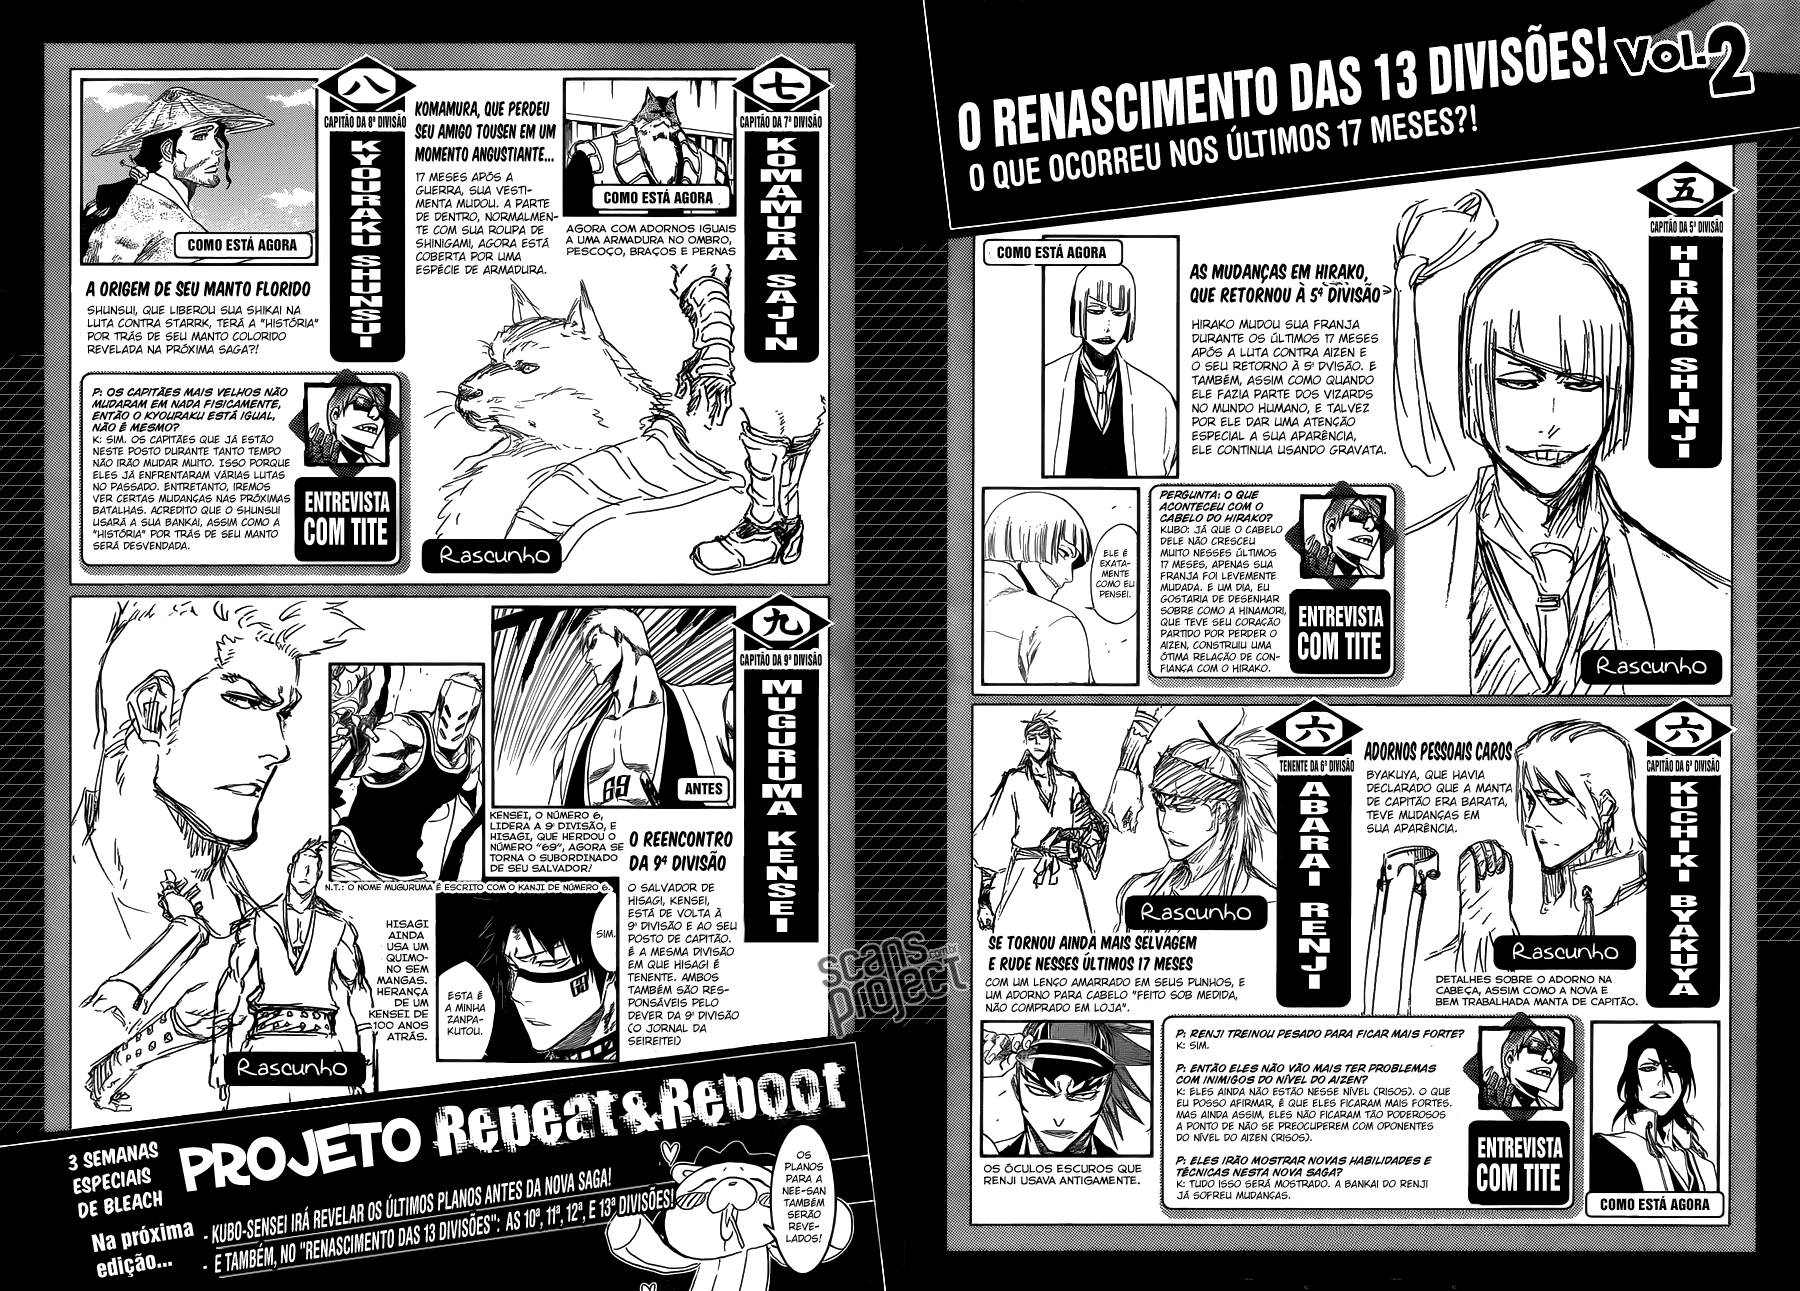 O RENASCIMENTO DAS 13 DIVISÕES! Vol.2
O QUE OCORREU NOS ÚLTIMOS 17 MESES?!
五
CAPITÃO DA 5ª DIVISÃO
HIRAKO SHINJI
COMO ESTÁ AGORA
AS MUDANÇAS EM HIRAKO,
QUE RETORNOU À 5ª DIVISÃO
HIRAKO MUDOU SUA FRANJA
DURANTE OS ÚLTIMOS 17 MESES
APÓS A LUTA CONTRA AIZEN E
O SEU RETORNO À 5ª DVISÃO. E
TAMBÉM, ASSIM COMO QUANDO
ELE FAZIA PARTE DOS VIZARDS
NO MUNDO HUMANO, E TALVEZ
POR ELE DAR UMA ATENÇÃO
ESPECIAL A SUA APARÊNCIA,
ELE CONTINUA USANDO GRAVATA.
ELE É
EXATA-
MENTE
COMO EU
PENSEI.
PERGUNTA: O QUE
ACONTECEU COM O
CABELO DO HIRAKO?
KUBO: JÁ QUE O CABELO
DELE NÃO CRESCEU
MUITO NESSES ÚLTIMOS
17 MESES, APENAS SUA
FRANJA FOI LEVEMENTE
MUDADA. E UM DIA, EU
GOSTARIA DE DESENHAR
SOBRE COMO A HINAMORI,
QUE TEVE SEU CORAÇÃO
PARTIDO POR PERDER O
AIZEN, CONSTRUIU UMA
ÓTIMA RELAÇÃO DE CON-
FIANÇA COM O HIRAKO.
ENTREVISTA
COM TITE
Rascunho
六
CAPITÃO DA 6ª DIVISÃO
KUCHIKI BYAKUYA
ADORNOS PESSOAIS CAROS
BYAKUYA, QUE HAVIA
DECLARADO QUE A MANTA
DE CAPITÃO ERA BARATA,
TEVE MUDANÇAS EM
SUA APARÊNCIA.
Rascunho
DETALHES SOBRE O ADORNO NA
CABEÇA, ASSIM COMO A NOVA E
BEM TRABALHADA MANTA DE CAPITÃO.
COMO ESTÁ AGORA
六
TENENTE DA 6ª DIVISÃO
ABARAI RENJI
Rascunho
SE TORNOU AINDA MAIS SELVAGEM
E RUDE NESSES ÚLTIMOS 17 MESES
COM UM LENÇO AMARRADO EM SEUS PUNHOS, E
UM ADORNO PARA CABELO "FEITO SOB MEDIDA,
NÃO COMPRADO EM LOJA".
OS ÓCULOS ESCUROS QUE
RENJI USAVA ANTIGAMENTE.
P: RENJI TREINOU PESADO PARA FICAR MAIS FORTE?
K: SIM.
P: ENTÃO ELES NÃO VÃO MAIS TER PROBLEMAS
COM INIMIGOS DO NÍVEL DO AIZEN?
K: ELES AINDA NÃO ESTÃO NESSE NÍVEL (RISOS). O QUE
EU POSSO AFIRMAR, É QUE ELES FICARAM MAIS FORTES.
MAS AINDA ASSIM, ELES NÃO FICARAM TÃO PODEROSOS
A PONTO DE NÃO SE PREOCUPEREM COM OPONENTES
DO NÍVEL DO AIZEN (RISOS).
P: ELES IRÃO MOSTRAR NOVAS HABILIDADES E
TÉCNICAS NESTA NOVA SAGA?
K: TUDO ISSO SERÁ MOSTRADO. A BANKAI DO RENJI
JÁ SOFREU MUDANÇAS.
ENTREVISTA
COM TITE
七
CAPITÃO DA 7ª DIVISÃO
KOMAMURA SAJIN
COMO ESTÁ AGORA
AGORA COM ADORNOS IGUAIS
A UMA ARMADURA NO OMBRO,
PESCOÇO, BRAÇOS E PERNAS
KOMAMURA, QUE PERDEU
SEU AMIGO TOUSEN EM UM
MOMENTO ANGUSTIANTE...
17 MESES APÓS A
GUERRA, SUA VESTI-
MENTA MUDOU. A PARTE
DE DENTRO, NORMALMEN-
TE COM SUA ROUPA DE
SHINIGAMI, AGORA ESTÁ
COBERTA POR UMA
ESPÉCIE DE ARMADURA.
Rascunho
八
CAPITÃO DA 8ª DIVISÃO
KYOURAKU SHUNSUI
COMO ESTÁ AGORA
A ORIGEM DE SEU MANTO FLORIDO
SHUNSUI, QUE LIBEROU SUA SHIKAI NA
LUTA CONTRA STARRK, TERÁ A "HISTÓRIA"
POR TRÁS DE SEU MANTO COLORIDO
REVELADA NA PRÓXIMA SAGA?!
P: OS CAPITÃES MAIS VELHOS NÃO
MUDARAM EM NADA FISICAMENTE,
ENTÃO O KYOURAKU ESTÁ IGUAL,
NÃO É MESMO?
K: SIM. OS CAPITÃES QUE JÁ ESTÃO
NESTE POSTO DURANTE TANTO TEMPO
NÃO IRÃO MUDAR MUITO. ISSO PORQUE
ELES JÁ ENFRENTARAM VÁRIAS LUTAS
NO PASSADO. ENTRETANTO, IREMOS
VER CERTAS MUDANÇAS NAS PRÓXIMAS
BATALHAS. ACREDITO QUE O SHUNSUI
USARÁ A SUA BANKAI, ASSIM COMO A
"HISTÓRIA" POR TRÁS DE SEU MANTO
SERÁ DESVENDADA.
ENTREVISTA
COM TITE
九
CAPITÃO DA 9ª DIVISÃO
MUGURUMA KENSEI
69
ANTES
KENSEI, O NÚMERO 6,
LIDERA A 9ª DIVISÃO, E
HISAGI, QUE HERDOU O
NÚMERO "69", AGORA SE
TORNA O SUBORDINADO
DE SEU SALVADOR!
N.T.: O NOME MUGURUMA É ESCRITO COM O KANJI DE NÚMERO 6.
O REENCONTRO
DA 9ª DIVISÃO
O SALVADOR DE
HISAGI, KENSEI,
ESTÁ DE VOLTA À
9ª DIVISÃO E AO SEU
POSTO DE CAPITÃO.
É A MESMA DIVISÃO
EM QUE HISAGI É
TENENTE. AMBOS
TAMBÉM SÃO RES-
PONSÁVEIS PELO
DEVER DA 9ª DIVISÃO
(O JORNAL DA
SEIREITEI)
SIM.
69
ESTA É
A MINHA
ZANPA-
KUTOU.
HISAGI
AINDA
USA UM
QUIMO-
NO SEM
MANGAS.
HERANÇA
DE UM
KENSEI DE
100 ANOS
ATRÁS.
Rascunho
scans
project
3 SEMANAS
ESPECIAIS
DE BLEACH
PROJETO Repeat&Reboot
Na próxima
edição...
- KUBO-SENSEI IRÁ REVELAR OS ÚLTIMOS PLANOS ANTES DA NOVA SAGA!
- E TAMBÉM, NO "RENASCIMENTO DAS 13 DIVISÕES": AS 10ª, 11ª, 12ª, E 13ª DIVISÕES!
OS
PLANOS
PARA A
NEE-SAN
TAMBÉM
SERÃO
REVE-
LADOS!